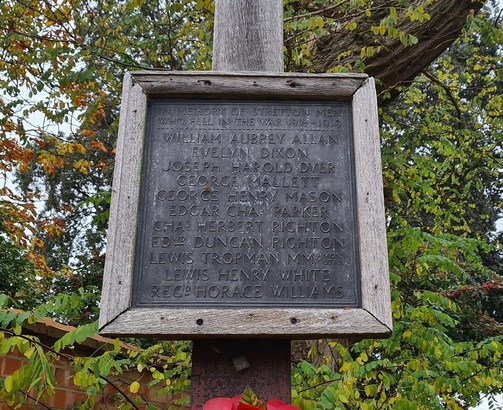 IN MEMORY OF MEN
WHO FELL IN THE WAR 1914-1918
WILLIAM AUBREY ALLAN
EVELYN DIXON
JOSEPH HAROLD DYER
GEORGE MALLETT
GEORGE HENRY MASON
EDGAR CHAS PARKER
CHAS HERBERT RIGHTON
EDWD DUNCAN RIGHTON
LEWIS TROPMAN
LEWIS HENRY WHITE
REGD HORACE WILLIAMS